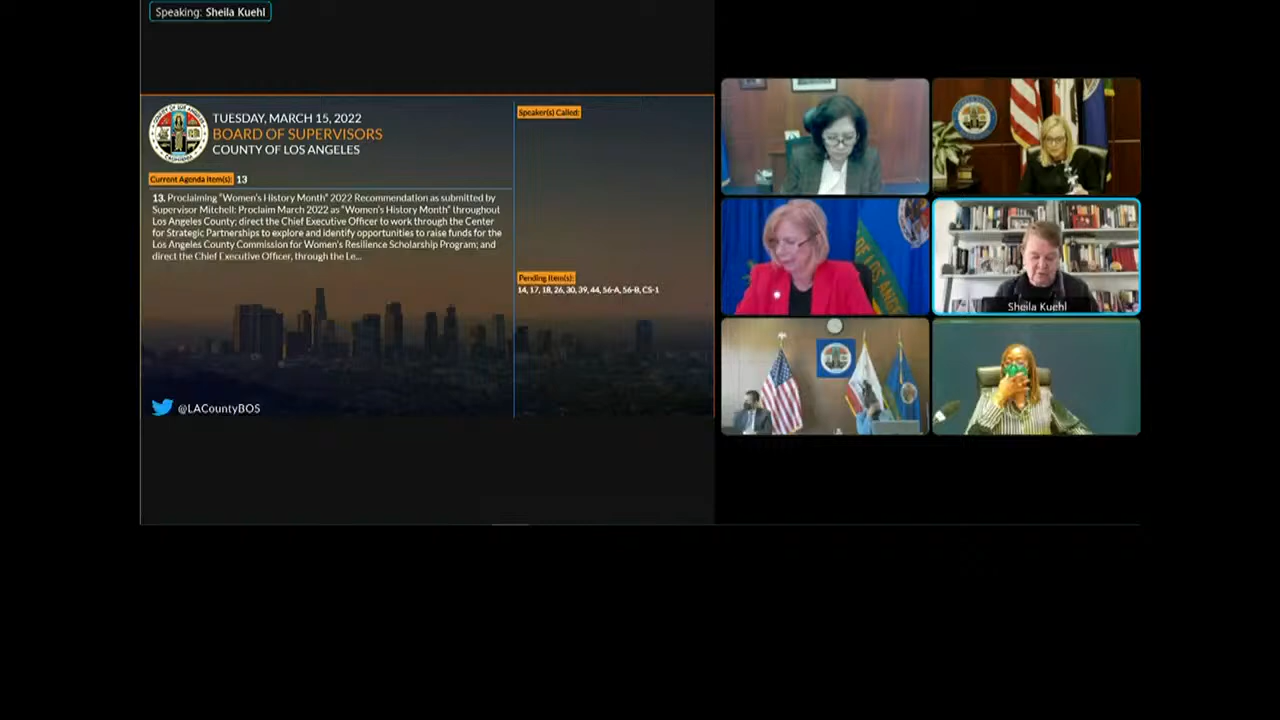 Speaking: Sheila Kuehl
TUESDAY, MARCH 15, 2022
BOARD OF SUPERVISORS
COUNTY OF LOS ANGELES
Current Agenda Item(s): 13
13. Proclaiming "Women's History Month" 2022 Recommendation as submitted by
Supervisor Mitchell: Proclaim March 2022 as "Women's History Month" throughout
Los Angeles County; direct the Chief Executive Officer to work through the Center
for Strategic Partnerships to explore and identify opportunities to raise funds for the
Los Angeles County Commission for Women's Resilience Scholarship Program; and
direct the Chief Executive Officer, through the Le...
@LACountyBOS
Speaker(s) Called:
Pending Item(s):
14, 17, 18, 26, 30, 39, 44, 56-A, 56-B, CS-1
Sheila Kuehl